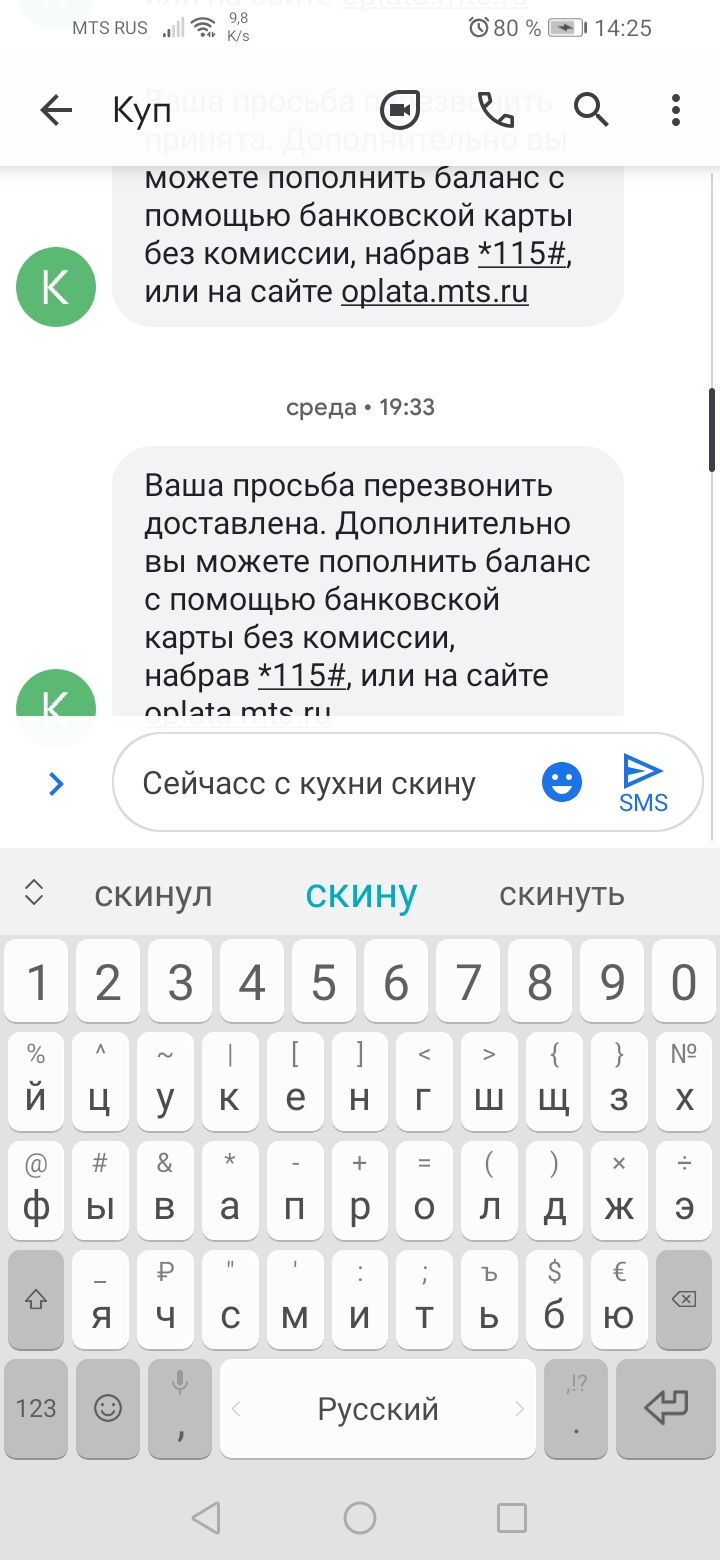 MTS RUS 9,8 K/s 80 % 14:25
Куп
Ваша просьба перезвонить
принята. Дополнительно вы
можете пополнить баланс с
помощью банковской карты
без комиссии, набрав *115#,
или на сайте oplata.mts.ru
K
среда • 19:33
Ваша просьба перезвонить
доставлена. Дополнительно
вы можете пополнить баланс
с помощью банковской
карты без комиссии,
набрав *115#, или на сайте
oplata.mts.ru
K
Сейчасс с кухни скину
SMS
скинул скину скинуть
1 2 3 4 5 6 7 8 9 0
% ^ ~ | [ ] < > { } №
й ц у к е н г ш щ з х
@ # & * - + = ( ) × ÷
ф ы в а п р о л д ж э
_ ₽ " ' : ; ъ $ €
я ч с м и т ь б ю
123 , Русский ,!? .